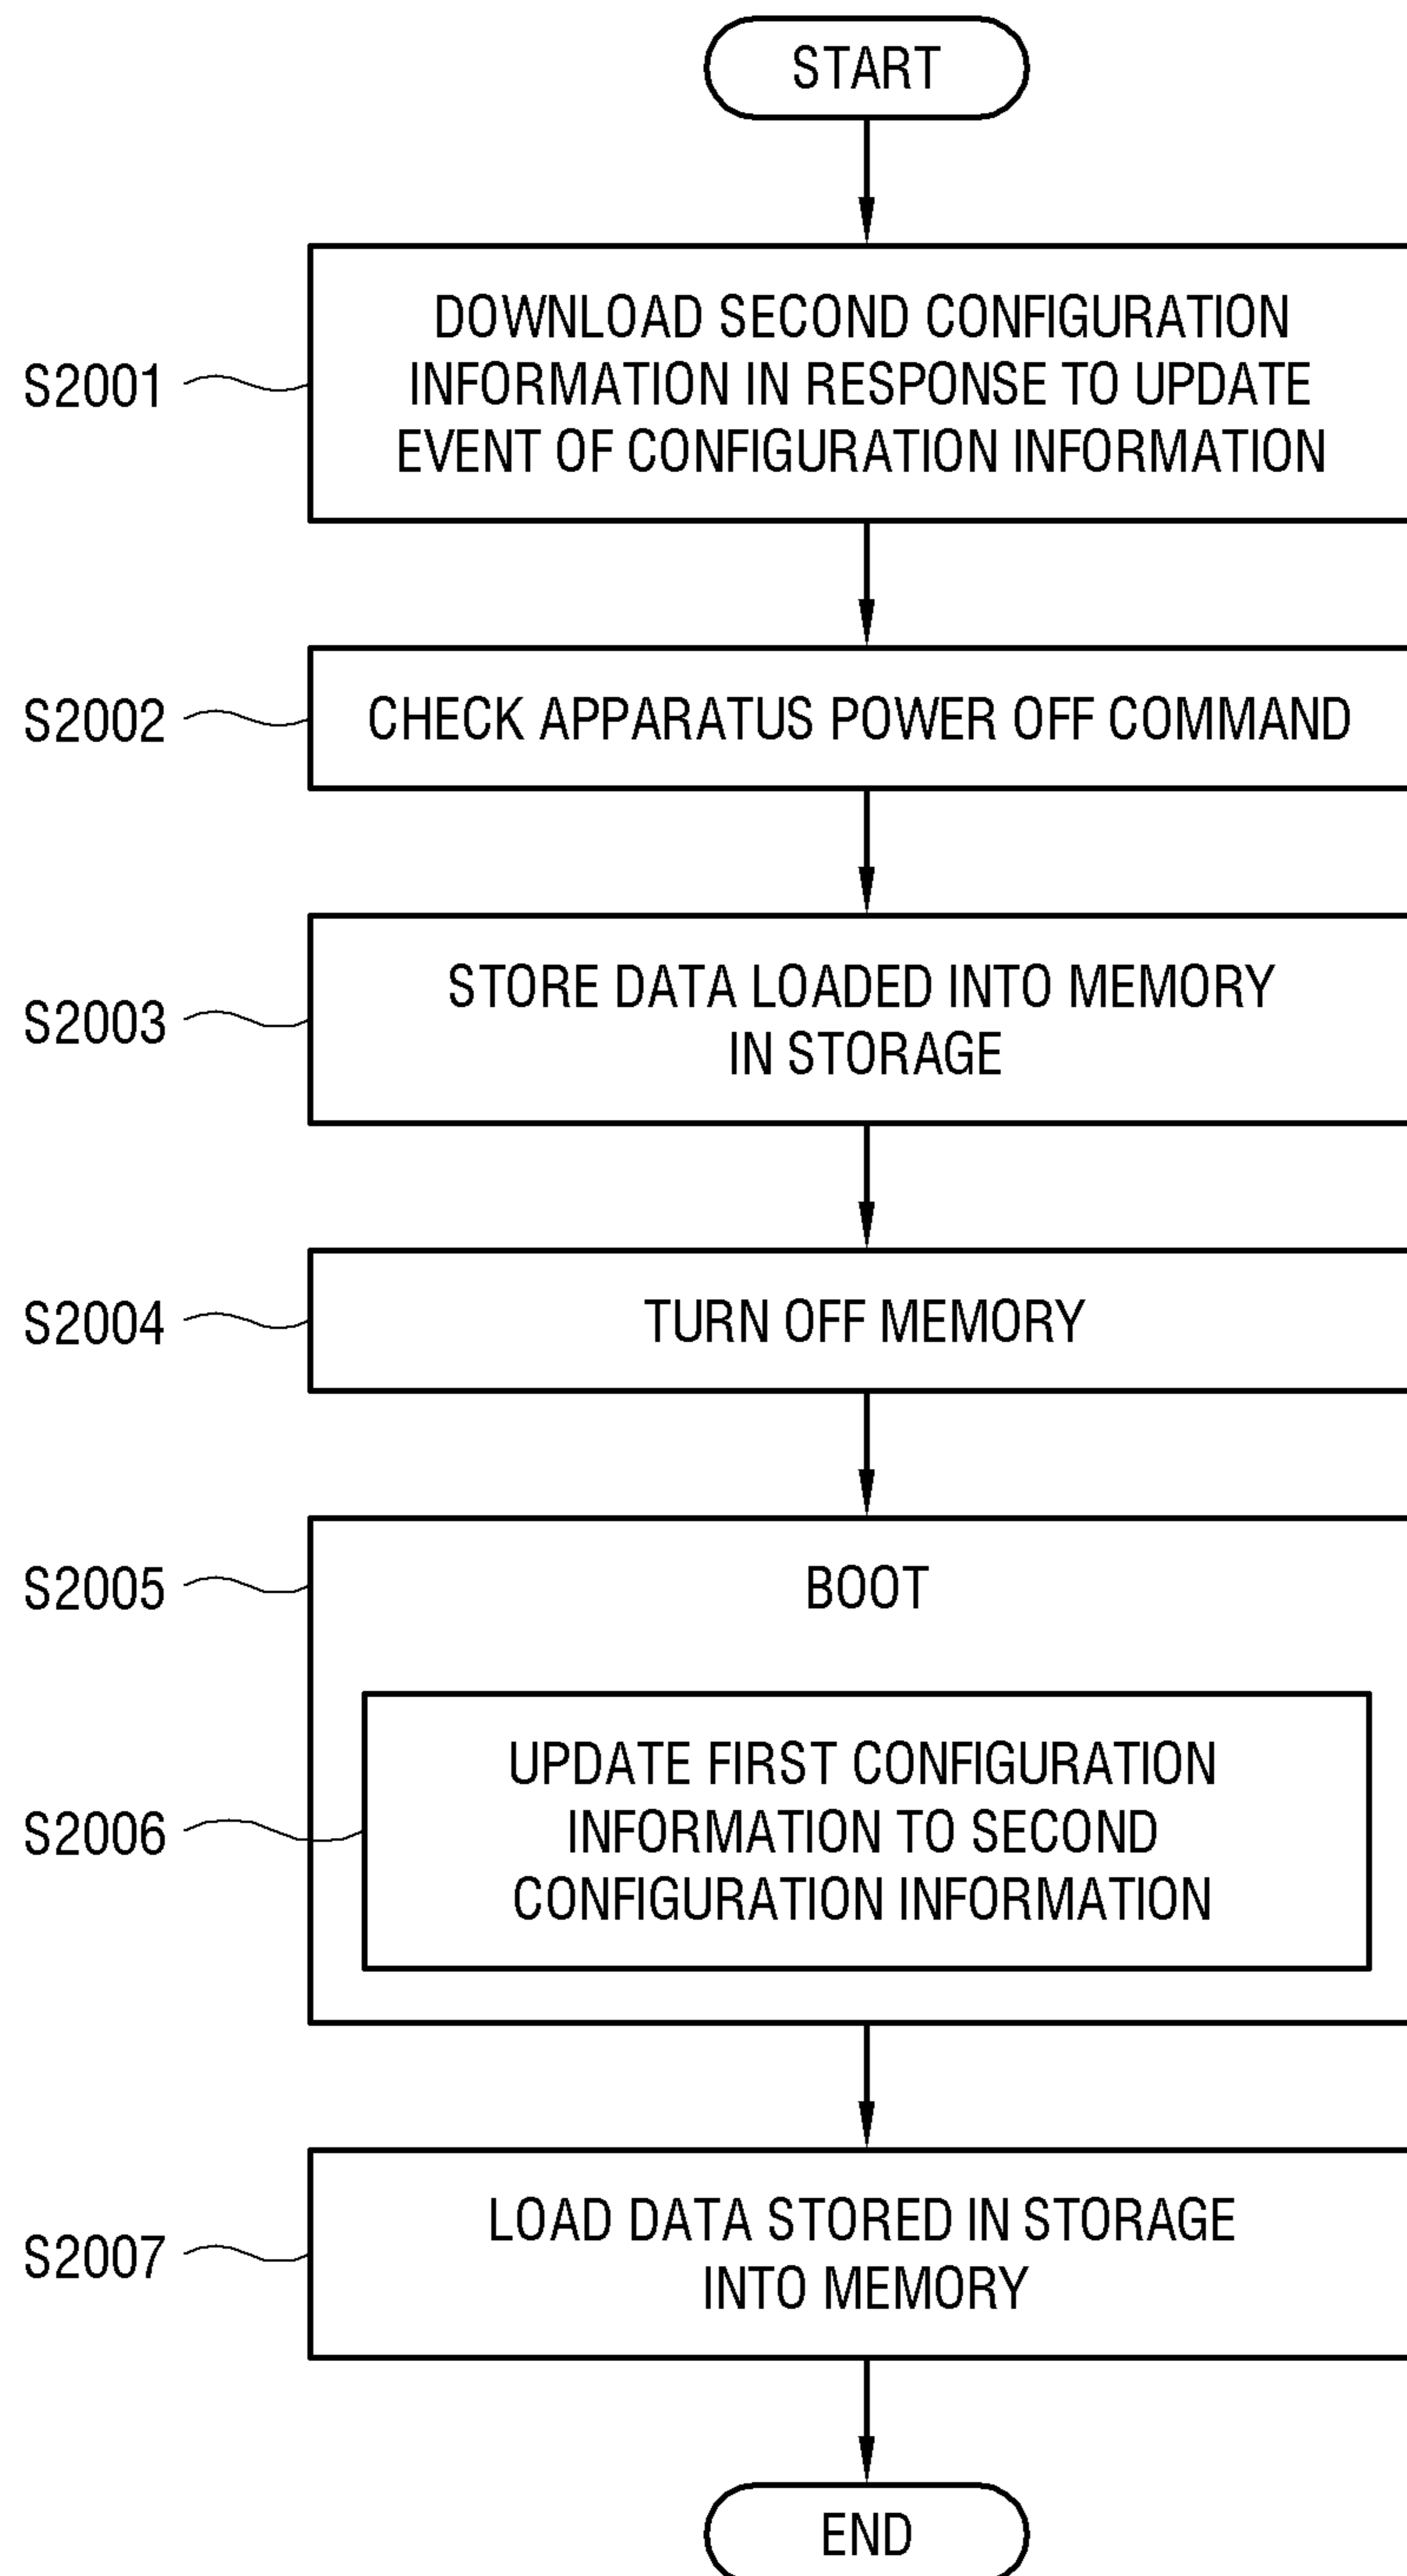 START
DOWNLOAD SECOND CONFIGURATION
S2001
INFORMATION IN RESPONSE TO UPDATE
EVENT OF CONFIGURATION INFORMATION
S2002
CHECK APPARATUS POWER OFF COMMAND
STORE DATA LOADED INTO MEMORY
S2003
IN STORAGE
S2004
TURN OFF MEMORY
S2005
BOOT
UPDATE FIRST CONFIGURATION
S2006
INFORMATION TO SECOND
CONFIGURATION INFORMATION
LOAD DATA STORED IN STORAGE
S2007
INTO MEMORY
END